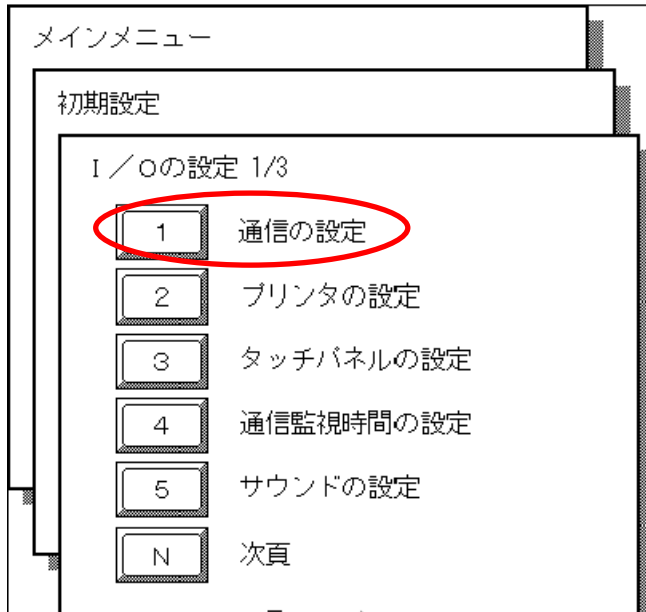 メインメニュー
初期設定
I／Oの設定 1/3
1 通信の設定
2 プリンタの設定
3 タッチパネルの設定
4 通信監視時間の設定
5 サウンドの設定
N 次頁